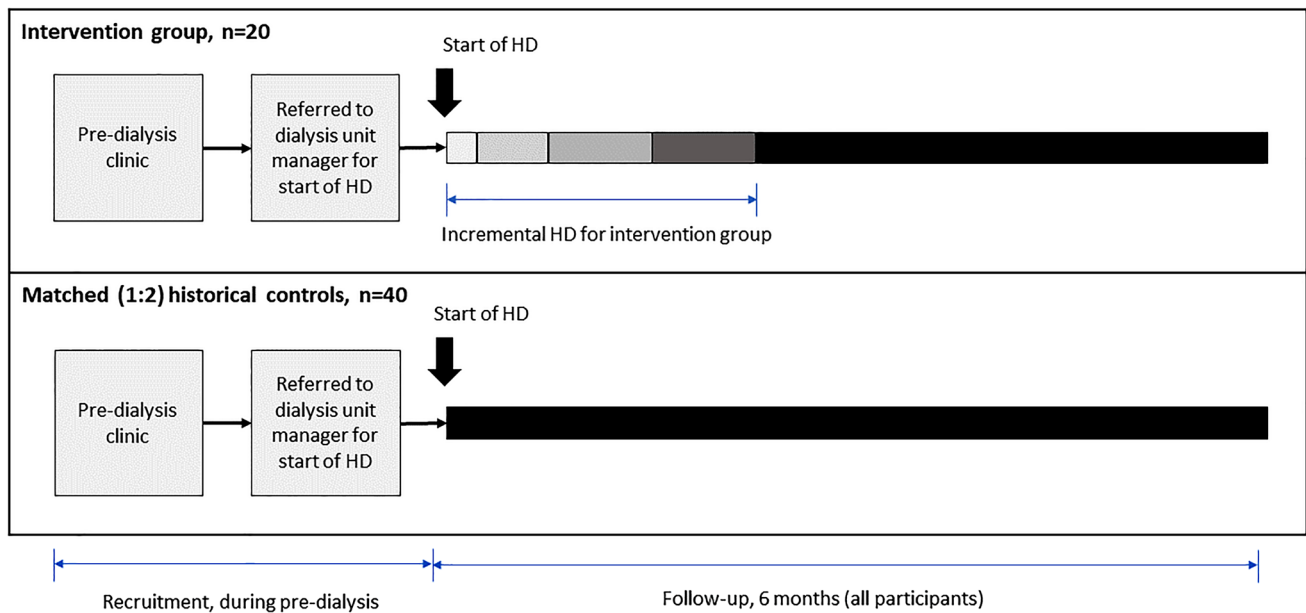 Intervention group, n=20
Start of HD
Pre-dialysis
clinic
Referred to
dialysis unit
manager for
start of HD
Incremental HD for intervention group
Matched (1:2) historical controls, n=40
Start of HD
Pre-dialysis
clinic
Referred to
dialysis unit
manager for
start of HD
Recruitment, during pre-dialysis
Follow-up, 6 months (all participants)